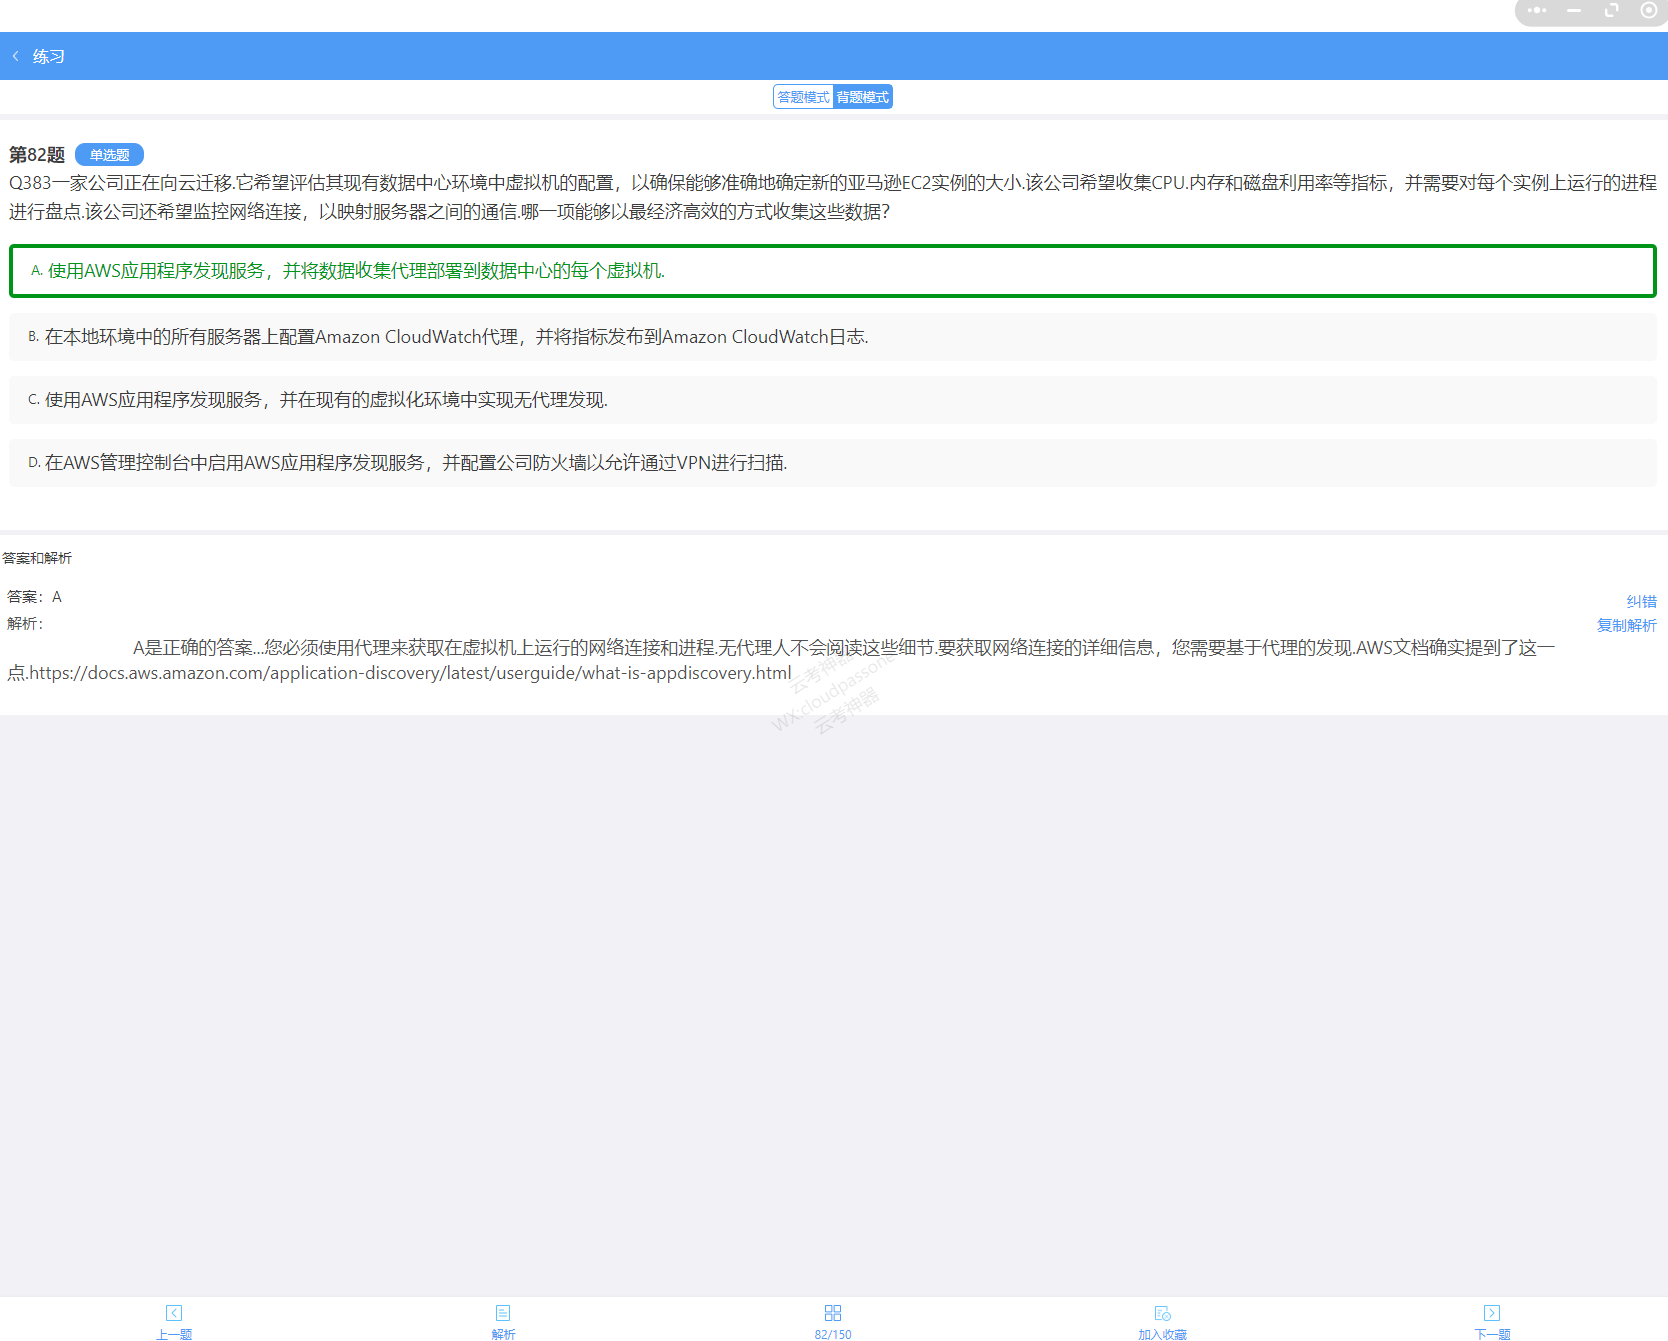 练习
答题模式 背题模式
第82题 单选题
Q383一家公司正在向云迁移.它希望评估其现有数据中心环境中虚拟机的配置，以确保能够准确地确定新的亚马逊EC2实例的大小.该公司希望收集CPU.内存和磁盘利用率等指标，并需要对每个实例上运行的进程
进行盘点.该公司还希望监控网络连接，以映射服务器之间的通信.哪一项能够以最经济高效的方式收集这些数据？
A. 使用AWS应用程序发现服务，并将数据收集代理部署到数据中心的每个虚拟机.
B. 在本地环境中的所有服务器上配置Amazon CloudWatch代理，并将指标发布到Amazon CloudWatch日志.
C. 使用AWS应用程序发现服务，并在现有的虚拟化环境中实现无代理发现.
D. 在AWS管理控制台中启用AWS应用程序发现服务，并配置公司防火墙以允许通过VPN进行扫描.
答案和解析
答案：A
纠错
解析：
复制解析
A是正确的答案...您必须使用代理来获取在虚拟机上运行的网络连接和进程.无代理人不会阅读这些细节.要获取网络连接的详细信息，您需要基于代理的发现.AWS文档确实提到了这一
点.https://docs.aws.amazon.com/application-discovery/latest/userguide/what-is-appdiscovery.html
云考神器
WX:cloudpassone
云考神器
上一题 解析 82/150 加入收藏 下一题